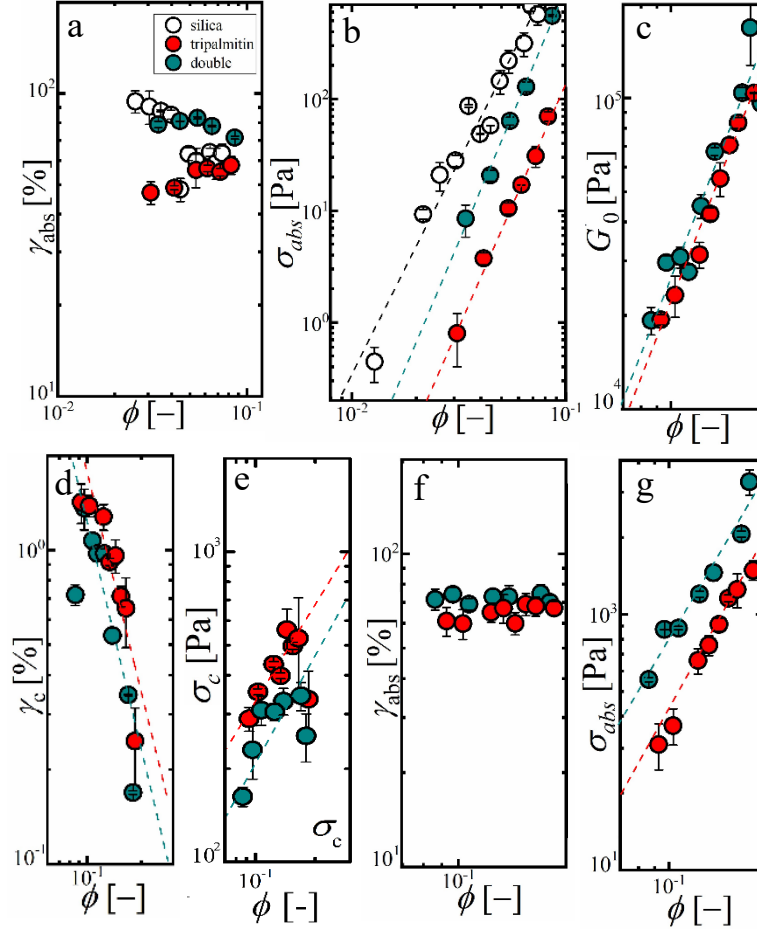 a
silica
tripalmitin
double
10²
10¹
γabs [%]
10⁻²
10⁻¹
ϕ [–]
b
10²
10¹
10⁰
σabs [Pa]
10⁻²
10⁻¹
ϕ [–]
c
10⁵
10⁴
G'0 [Pa]
ϕ [–]
d
10⁰
10⁻¹
γc [%]
10⁻¹
ϕ [–]
e
10³
10²
σc [Pa]
σc
10⁻¹
ϕ [-]
f
10²
10¹
γabs [%]
10⁻¹
ϕ [–]
g
10³
10¹
σabs [Pa]
10⁻¹
ϕ [–]